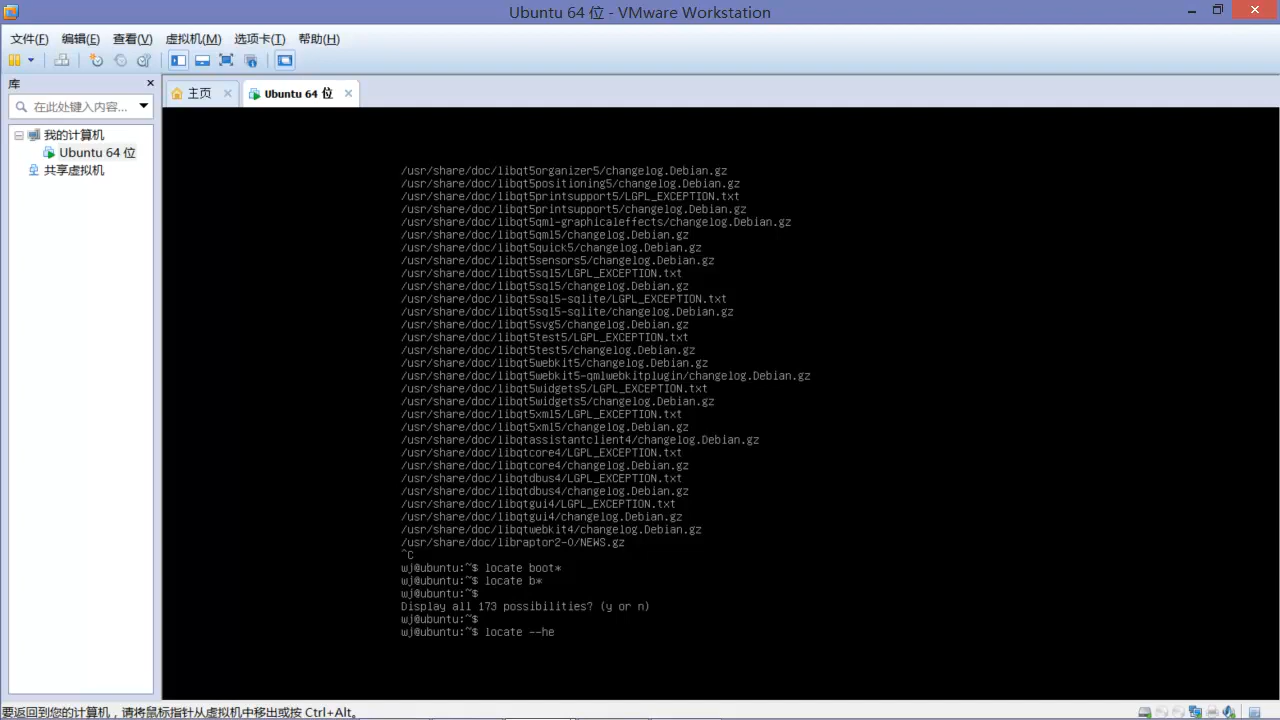 Ubuntu 64 位 - VMware Workstation
文件(F) 编辑(E) 查看(V) 虚拟机(M) 选项卡(T) 帮助(H)
库
在此处键入内容...
我的计算机
Ubuntu 64 位
共享虚拟机
主页
Ubuntu 64 位
/usr/share/doc/libqt5organizer5/changelog.Debian.gz
/usr/share/doc/libqt5positioning5/changelog.Debian.gz
/usr/share/doc/libqt5printsupport5/LGPL_EXCEPTION.txt
/usr/share/doc/libqt5printsupport5/changelog.Debian.gz
/usr/share/doc/libqt5qml-graphicaleffects/changelog.Debian.gz
/usr/share/doc/libqt5qml5/changelog.Debian.gz
/usr/share/doc/libqt5quick5/changelog.Debian.gz
/usr/share/doc/libqt5sensors5/changelog.Debian.gz
/usr/share/doc/libqt5sql5/LGPL_EXCEPTION.txt
/usr/share/doc/libqt5sql5/changelog.Debian.gz
/usr/share/doc/libqt5sql5-sqlite/LGPL_EXCEPTION.txt
/usr/share/doc/libqt5sql5-sqlite/changelog.Debian.gz
/usr/share/doc/libqt5svg5/changelog.Debian.gz
/usr/share/doc/libqt5test5/LGPL_EXCEPTION.txt
/usr/share/doc/libqt5test5/changelog.Debian.gz
/usr/share/doc/libqt5webkit5/changelog.Debian.gz
/usr/share/doc/libqt5webkit5-qmlwebkitplugin/changelog.Debian.gz
/usr/share/doc/libqt5widgets5/LGPL_EXCEPTION.txt
/usr/share/doc/libqt5widgets5/changelog.Debian.gz
/usr/share/doc/libqt5xml5/LGPL_EXCEPTION.txt
/usr/share/doc/libqt5xml5/changelog.Debian.gz
/usr/share/doc/libqtassistantclient4/changelog.Debian.gz
/usr/share/doc/libqtcore4/LGPL_EXCEPTION.txt
/usr/share/doc/libqtcore4/changelog.Debian.gz
/usr/share/doc/libqtdbus4/LGPL_EXCEPTION.txt
/usr/share/doc/libqtdbus4/changelog.Debian.gz
/usr/share/doc/libqtgui4/LGPL_EXCEPTION.txt
/usr/share/doc/libqtgui4/changelog.Debian.gz
/usr/share/doc/libqtwebkit4/changelog.Debian.gz
/usr/share/doc/libraptor2-0/NEWS.gz
^C
wj@ubuntu:~$ locate boot*
wj@ubuntu:~$ locate b*
wj@ubuntu:~$
Display all 173 possibilities? (y or n)
wj@ubuntu:~$
wj@ubuntu:~$ locate --he
要返回到您的计算机，请将鼠标指针从虚拟机中移出或按 Ctrl+Alt。